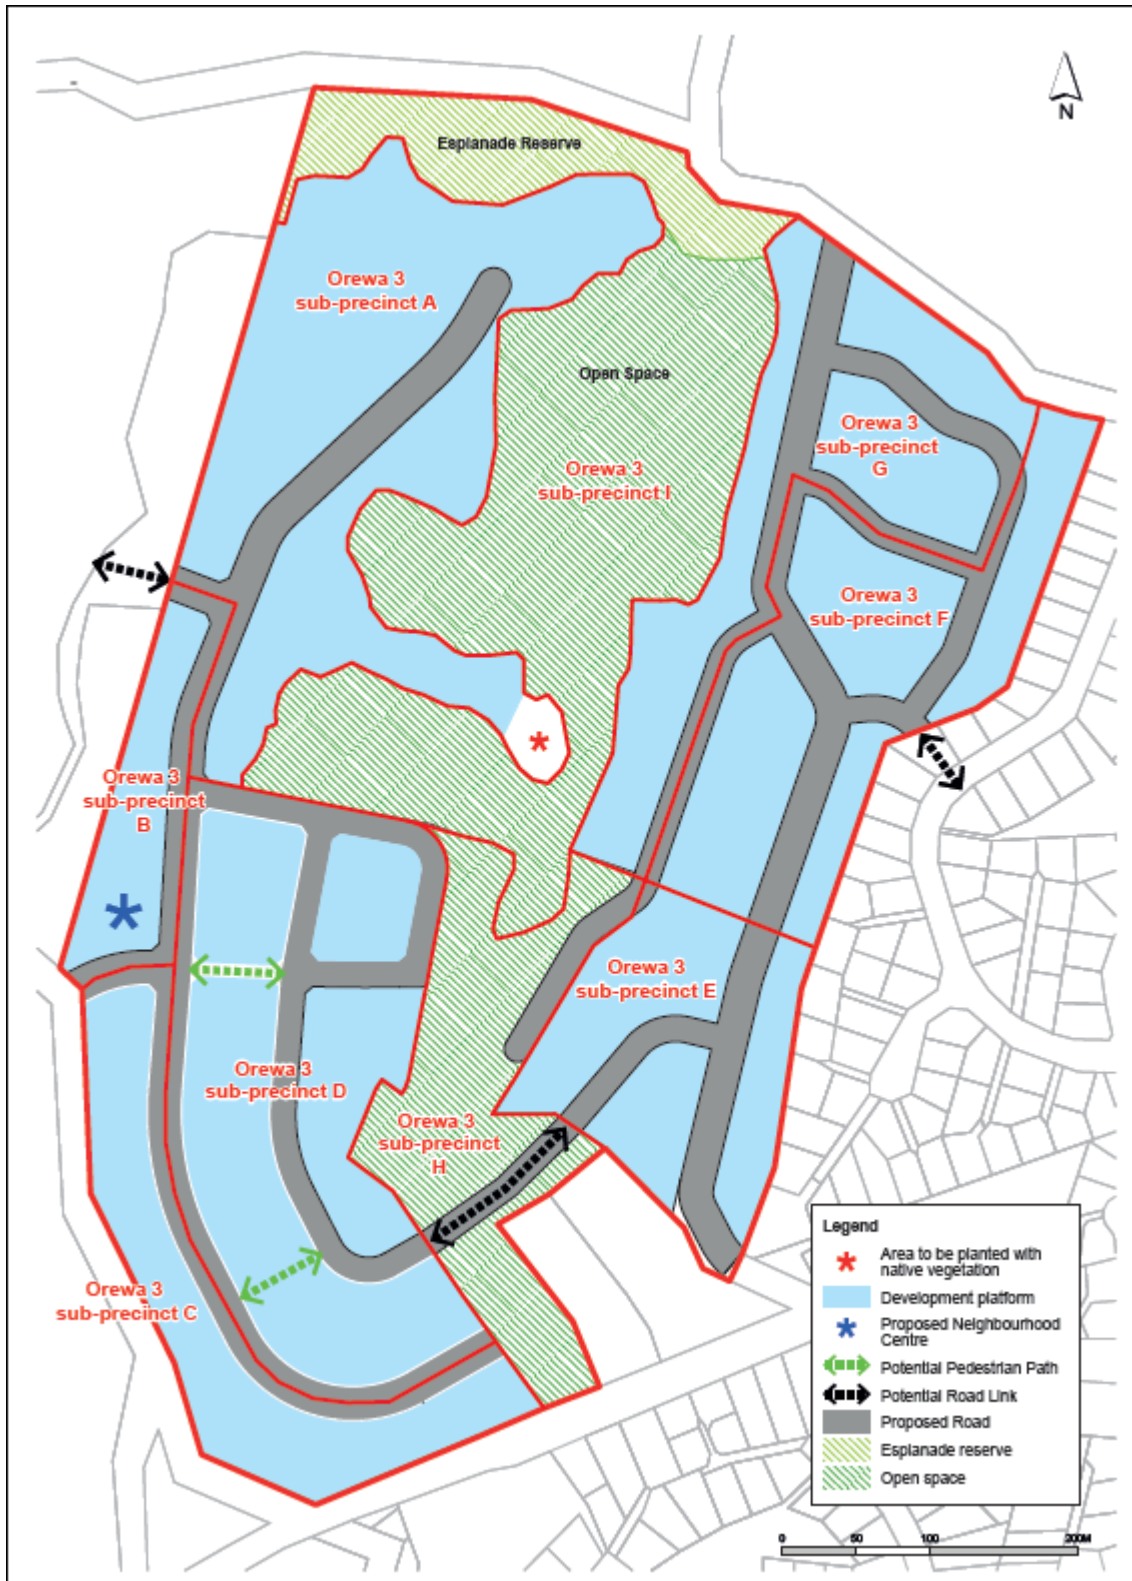 N
Esplanade Reserve
Orewa 3
sub-precinct A
Open Space
Orewa 3
sub-precinct
G
Orewa 3
sub-precinct I
Orewa 3
sub-precinct F
Orewa 3
sub-precinct
B
Orewa 3
sub-precinct E
Orewa 3
sub-precinct D
Orewa 3
sub-precinct
H
Orewa 3
sub-precinct C
Legend
Area to be planted with
native vegetation
Development platform
Proposed Neighbourhood
Centre
Potential Pedestrian Path
Potential Road Link
Proposed Road
Esplanade reserve
Open space
0 50 100 200M